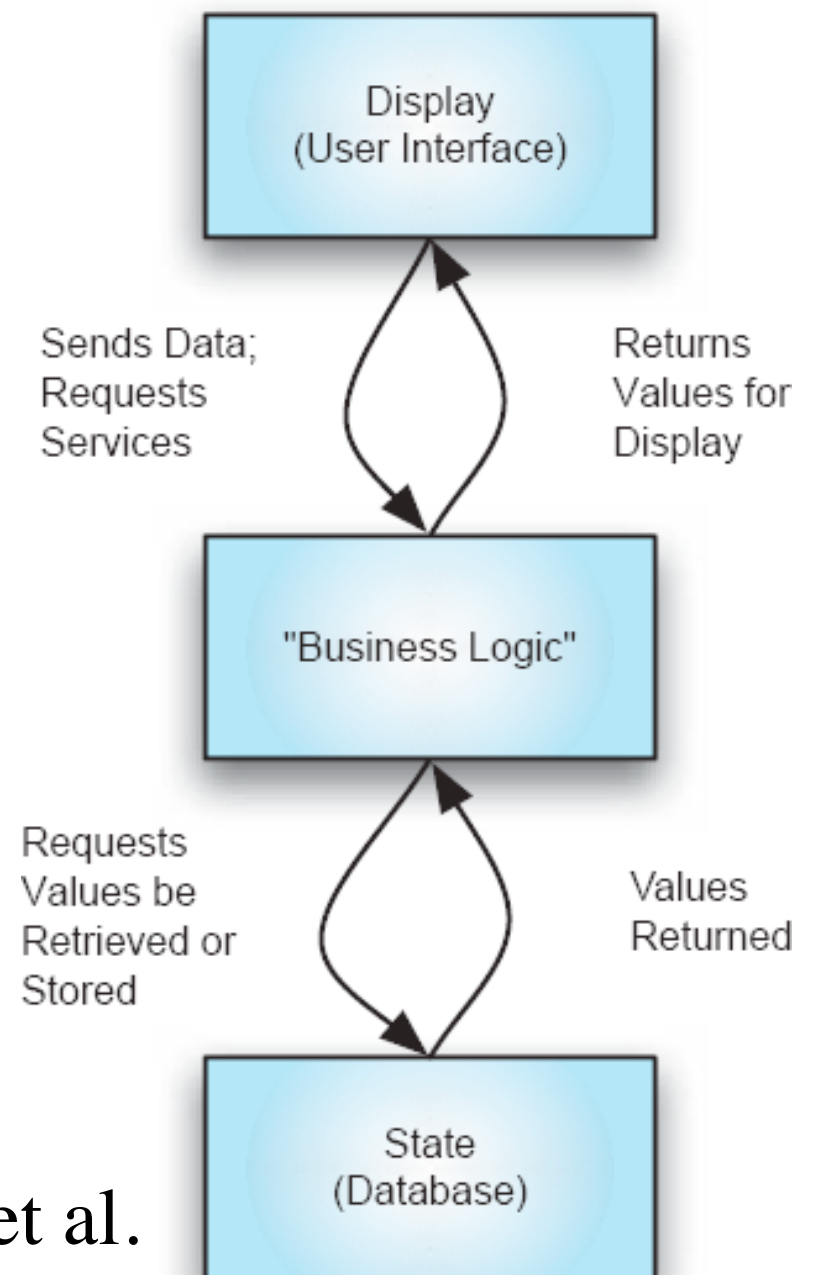 Display
(User Interface)
Sends Data;
Requests
Services
Returns
Values for
Display
"Business Logic"
Requests
Values be
Retrieved or
Stored
Values
Returned
State
(Database)
et al.